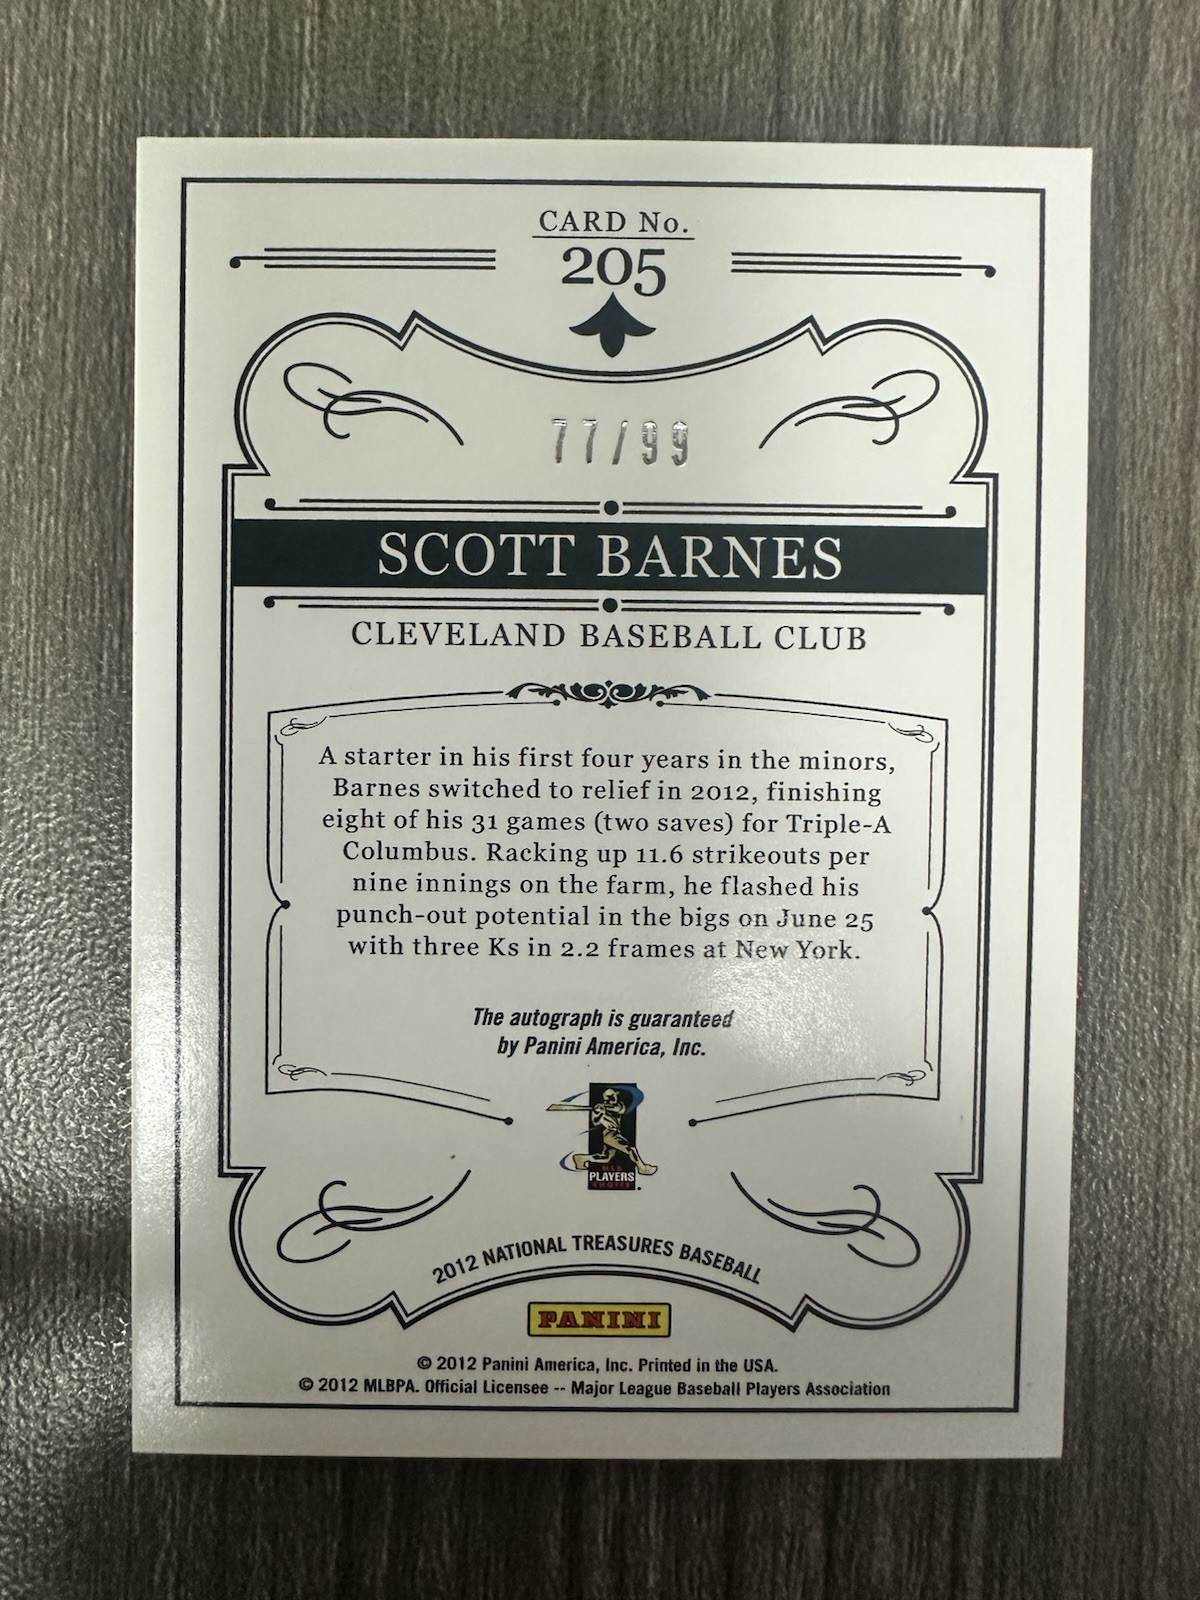 CARD No.
205
77/99
SCOTT BARNES
CLEVELAND BASEBALL CLUB
A starter in his first four years in the minors,
Barnes switched to relief in 2012, finishing
eight of his 31 games (two saves) for Triple-A
Columbus. Racking up 11.6 strikeouts per
nine innings on the farm, he flashed his
punch-out potential in the bigs on June 25
with three Ks in 2.2 frames at New York.
The autograph is guaranteed
by Panini America, Inc.
MLB
PLAYERS
CHOICE
2012 NATIONAL TREASURES BASEBALL
PANINI
© 2012 Panini America, Inc. Printed in the USA.
© 2012 MLBPA. Official Licensee -- Major League Baseball Players Association